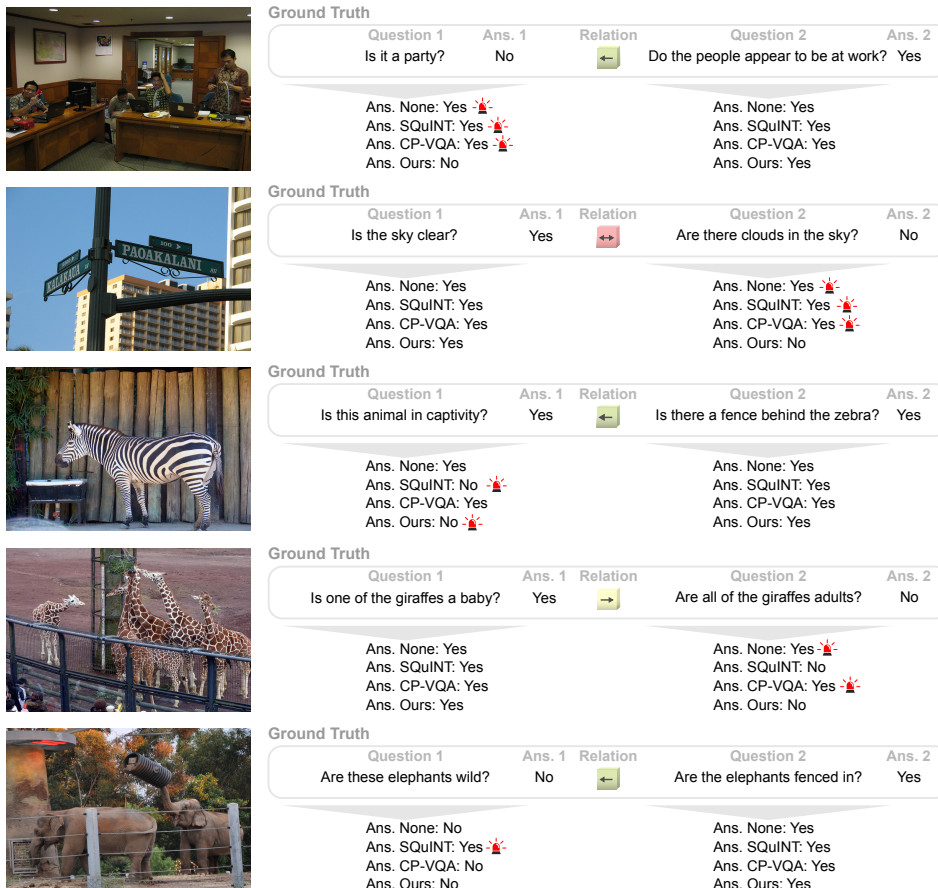 Ground Truth
Question 1 Ans. 1 Relation Question 2 Ans. 2
Is it a party? No ← Do the people appear to be at work? Yes
Ans. None: Yes Ans. None: Yes
Ans. SQuINT: Yes Ans. SQuINT: Yes
Ans. CP-VQA: Yes Ans. CP-VQA: Yes
Ans. Ours: No Ans. Ours: Yes
Ground Truth
Question 1 Ans. 1 Relation Question 2 Ans. 2
Is the sky clear? Yes ↔ Are there clouds in the sky? No
100
PAOAKALANI AV
KALAKAUA
Ans. None: Yes Ans. None: Yes
Ans. SQuINT: Yes Ans. SQuINT: Yes
Ans. CP-VQA: Yes Ans. CP-VQA: Yes
Ans. Ours: Yes Ans. Ours: No
Ground Truth
Question 1 Ans. 1 Relation Question 2 Ans. 2
Is this animal in captivity? Yes ← Is there a fence behind the zebra? Yes
Ans. None: Yes Ans. None: Yes
Ans. SQuINT: No Ans. SQuINT: Yes
Ans. CP-VQA: Yes Ans. CP-VQA: Yes
Ans. Ours: No Ans. Ours: Yes
Ground Truth
Question 1 Ans. 1 Relation Question 2 Ans. 2
Is one of the giraffes a baby? Yes → Are all of the giraffes adults? No
Ans. None: Yes Ans. None: Yes
Ans. SQuINT: Yes Ans. SQuINT: No
Ans. CP-VQA: Yes Ans. CP-VQA: Yes
Ans. Ours: Yes Ans. Ours: No
Ground Truth
Question 1 Ans. 1 Relation Question 2 Ans. 2
Are these elephants wild? No ← Are the elephants fenced in? Yes
Ans. None: No Ans. None: Yes
Ans. SQuINT: Yes Ans. SQuINT: Yes
Ans. CP-VQA: No Ans. CP-VQA: Yes
Ans. Ours: No Ans. Ours: Yes